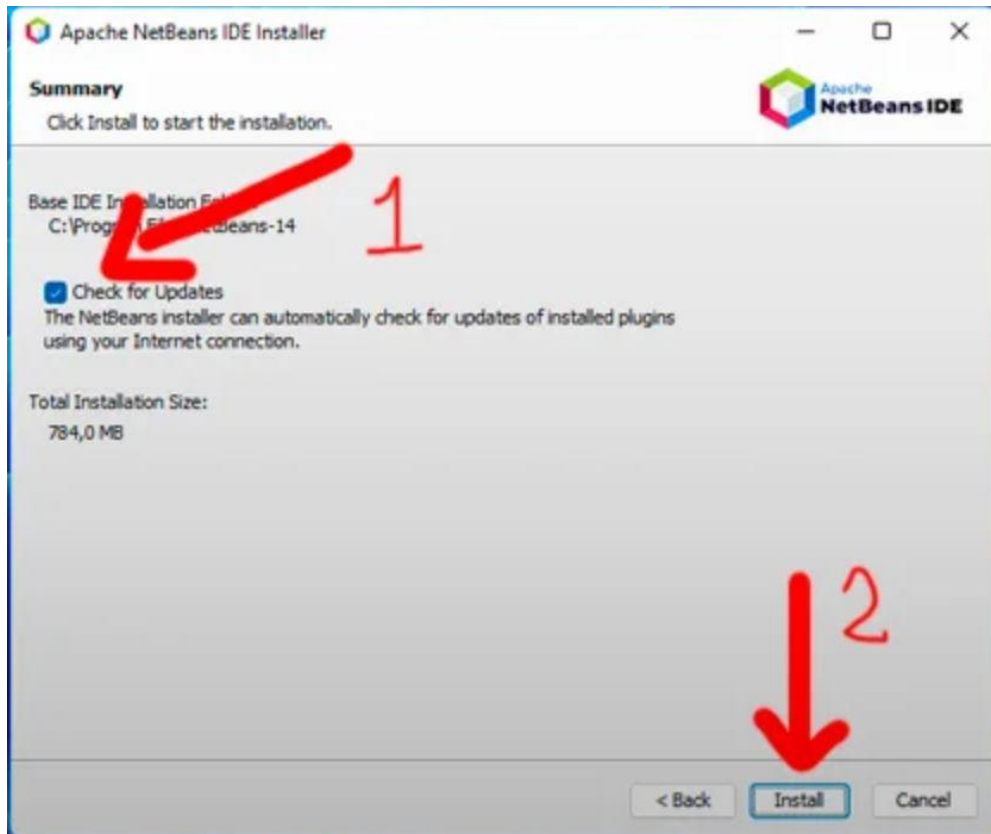 Apache NetBeans IDE Installer
Summary
Apache
NetBeans IDE
Click Install to start the installation.
Base IDE
C:\Prog Beans-14
1
Check for Updates
The NetBeans installer can automatically check for updates of installed plugins
using your Internet connection.
Total Installation Size:
784,0 MB
2
< Back Install Cancel